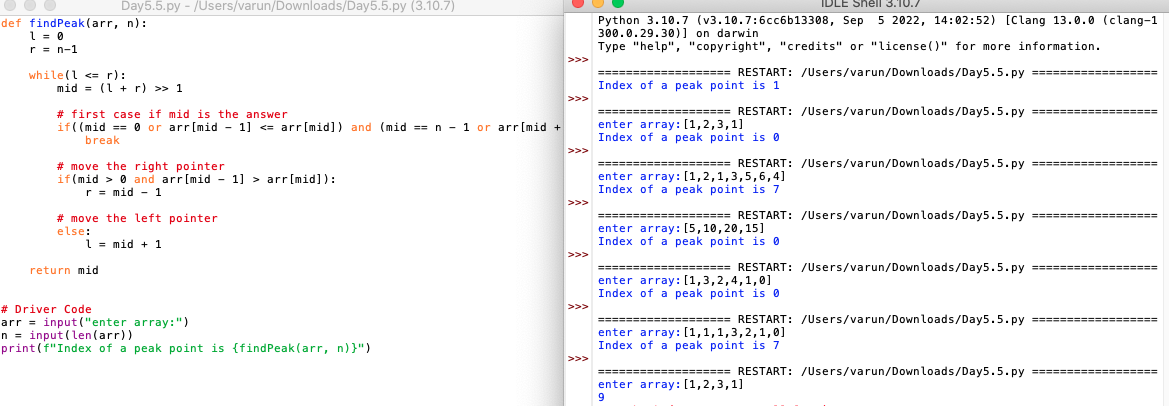 Day5.5.py - /Users/varun/Downloads/Day5.5.py (3.10.7)
def findPeak(arr, n):
    l = 0
    r = n-1
    while(l <= r):
        mid = (l + r) >> 1
        # first case if mid is the answer
        if((mid == 0 or arr[mid - 1] <= arr[mid]) and (mid == n - 1 or arr[mid +
            break
        # move the right pointer
        if(mid > 0 and arr[mid - 1] > arr[mid]):
            r = mid - 1
        # move the left pointer
        else:
            l = mid + 1
    return mid
# Driver Code
arr = input("enter array:")
n = input(len(arr))
print(f"Index of a peak point is {findPeak(arr, n)}")
IDLE Shell 3.10.7
Python 3.10.7 (v3.10.7:6cc6b13308, Sep  5 2022, 14:02:52) [Clang 13.0.0 (clang-1
300.0.29.30)] on darwin
Type "help", "copyright", "credits" or "license()" for more information.
>>>
=================== RESTART: /Users/varun/Downloads/Day5.5.py ==================
Index of a peak point is 1
>>>
=================== RESTART: /Users/varun/Downloads/Day5.5.py ==================
enter array:[1,2,3,1]
Index of a peak point is 0
>>>
=================== RESTART: /Users/varun/Downloads/Day5.5.py ==================
enter array:[1,2,1,3,5,6,4]
Index of a peak point is 7
>>>
=================== RESTART: /Users/varun/Downloads/Day5.5.py ==================
enter array:[5,10,20,15]
Index of a peak point is 0
>>>
=================== RESTART: /Users/varun/Downloads/Day5.5.py ==================
enter array:[1,3,2,4,1,0]
Index of a peak point is 0
>>>
=================== RESTART: /Users/varun/Downloads/Day5.5.py ==================
enter array:[1,1,1,3,2,1,0]
Index of a peak point is 7
>>>
=================== RESTART: /Users/varun/Downloads/Day5.5.py ==================
enter array:[1,2,3,1]
9